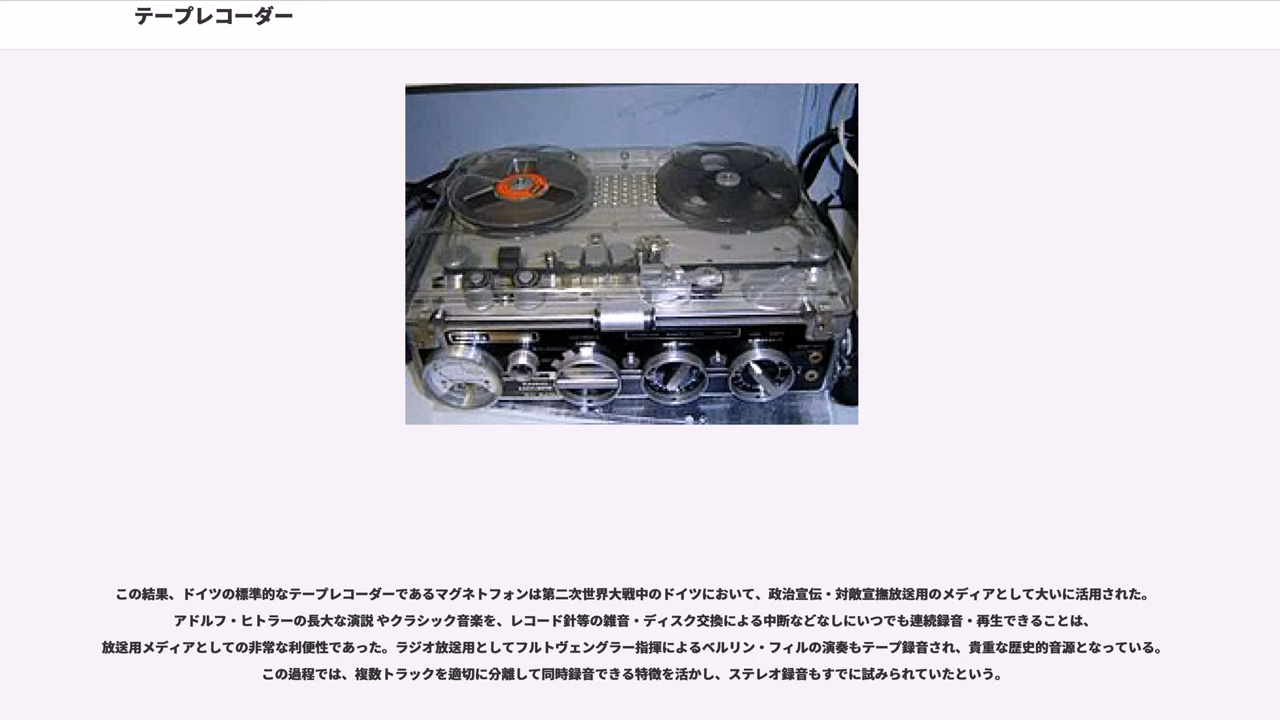 テープレコーダー
この結果、ドイツの標準的なテープレコーダーであるマグネトフォンは第二次世界大戦中のドイツにおいて、政治宣伝・対敵宣撫放送用のメディアとして大いに活用された。
アドルフ・ヒトラーの長大な演説 やクラシック音楽を、レコード針等の雑音・ディスク交換による中断などなしにいつでも連続録音・再生できることは、
放送用メディアとしての非常な利便性であった。ラジオ放送用としてフルトヴェングラー指揮によるベルリン・フィルの演奏もテープ録音され、貴重な歴史的音源となっている。
この過程では、複数トラックを適切に分離して同時録音できる特徴を活かし、ステレオ録音もすでに試みられていたという。